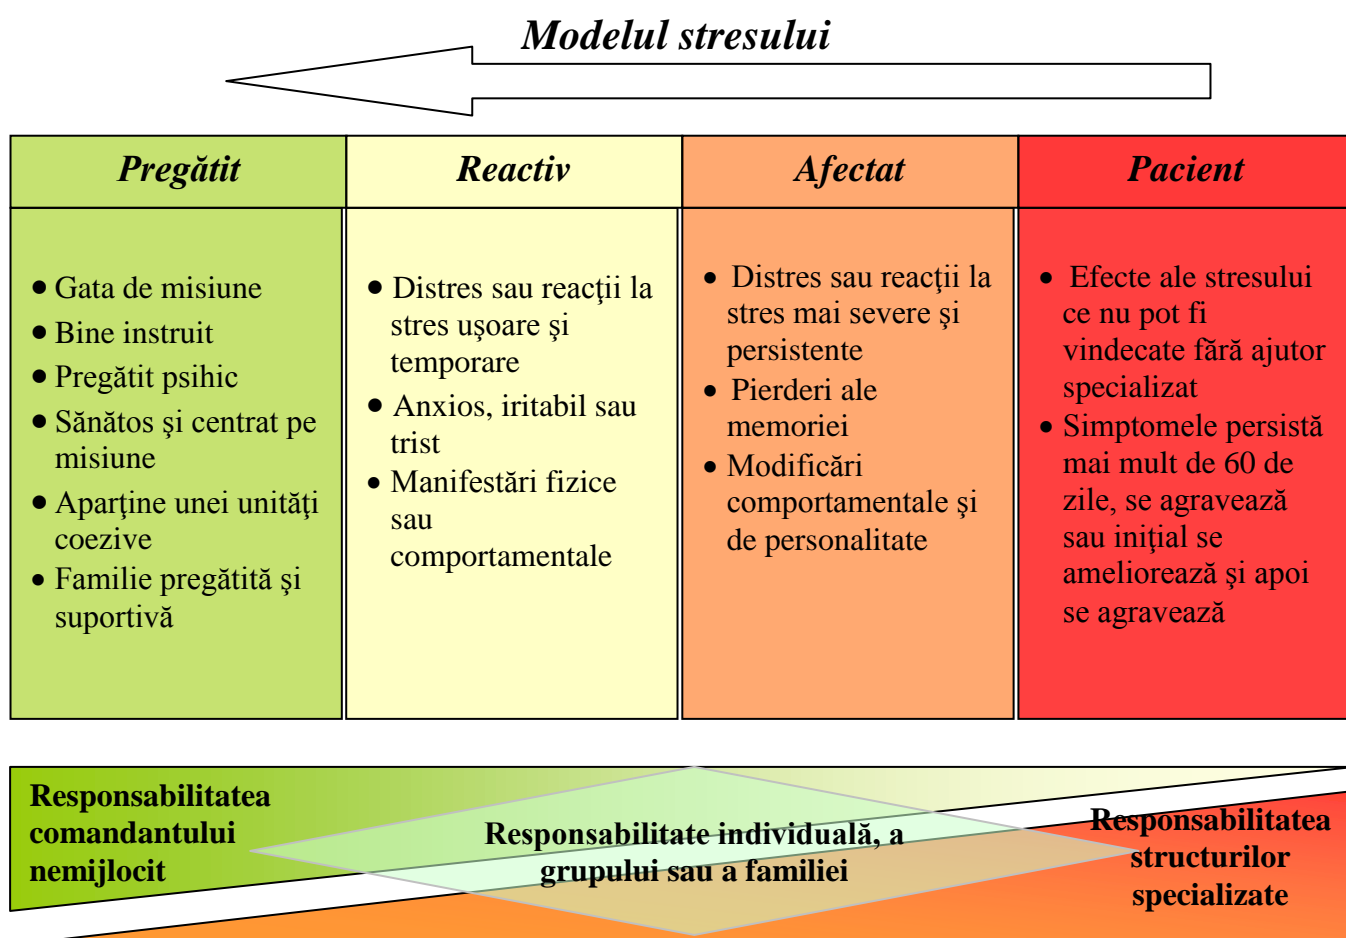 Modelul stresului
Pregătit
Reactiv
Afectat
Pacient
• Gata de misiune
• Bine instruit
• Pregătit psihic
• Sănătos şi centrat pe
misiune
• Aparţine unei unităţi
coezive
• Familie pregătită şi
suportivă
• Distres sau reacţii la
stres uşoare şi
temporare
• Anxios, iritabil sau
trist
• Manifestări fizice
sau
comportamentale
• Distres sau reacţii la
stres mai severe şi
persistente
• Pierderi ale
memoriei
• Modificări
comportamentale şi
de personalitate
• Efecte ale stresului
ce nu pot fi
vindecate fără ajutor
specializat
• Simptomele persistă
mai mult de 60 de
zile, se agravează
sau iniţial se
ameliorează şi apoi
se agravează
Responsabilitatea
comandantului
nemijlocit
Responsabilitate individuală, a
grupului sau a familiei
Responsabilitatea
structurilor
specializate